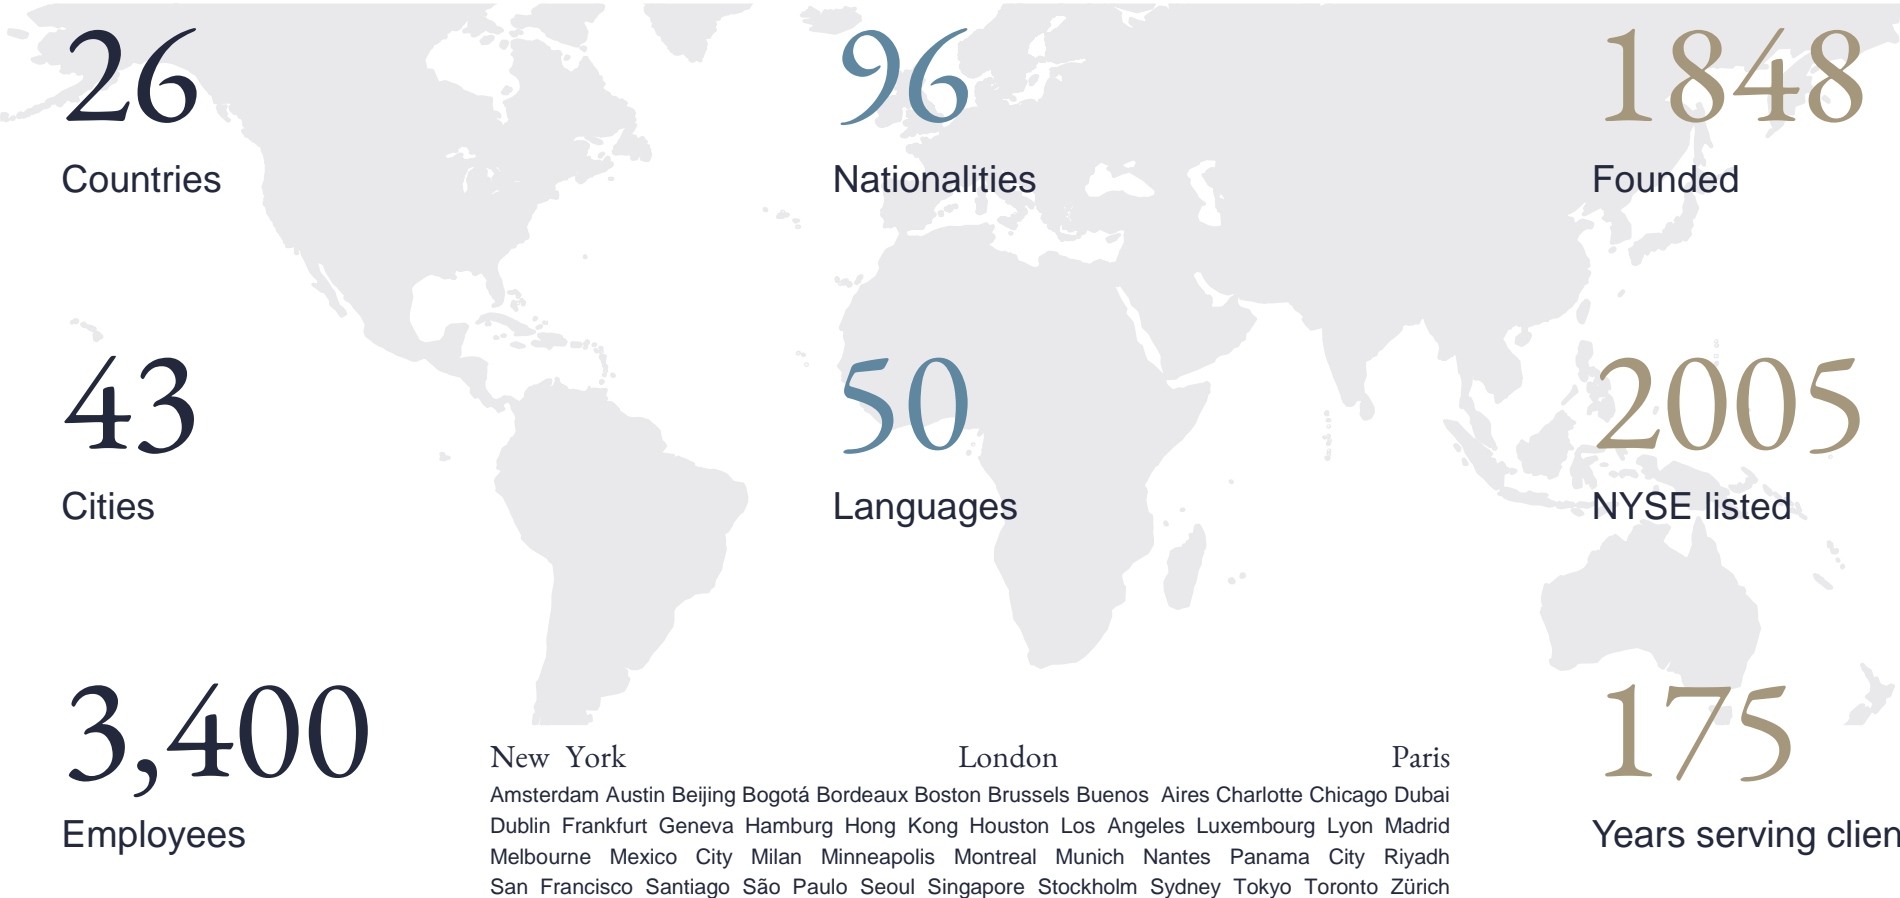 26
Countries
96
Nationalities
1848
Founded
43
Cities
50
Languages
2005
NYSE listed
3,400
Employees
New York London Paris
Amsterdam Austin Beijing Bogotá Bordeaux Boston Brussels Buenos Aires Charlotte Chicago Dubai
Dublin Frankfurt Geneva Hamburg Hong Kong Houston Los Angeles Luxembourg Lyon Madrid
Melbourne Mexico City Milan Minneapolis Montreal Munich Nantes Panama City Riyadh
San Francisco Santiago São Paulo Seoul Singapore Stockholm Sydney Tokyo Toronto Zürich
175
Years serving clien